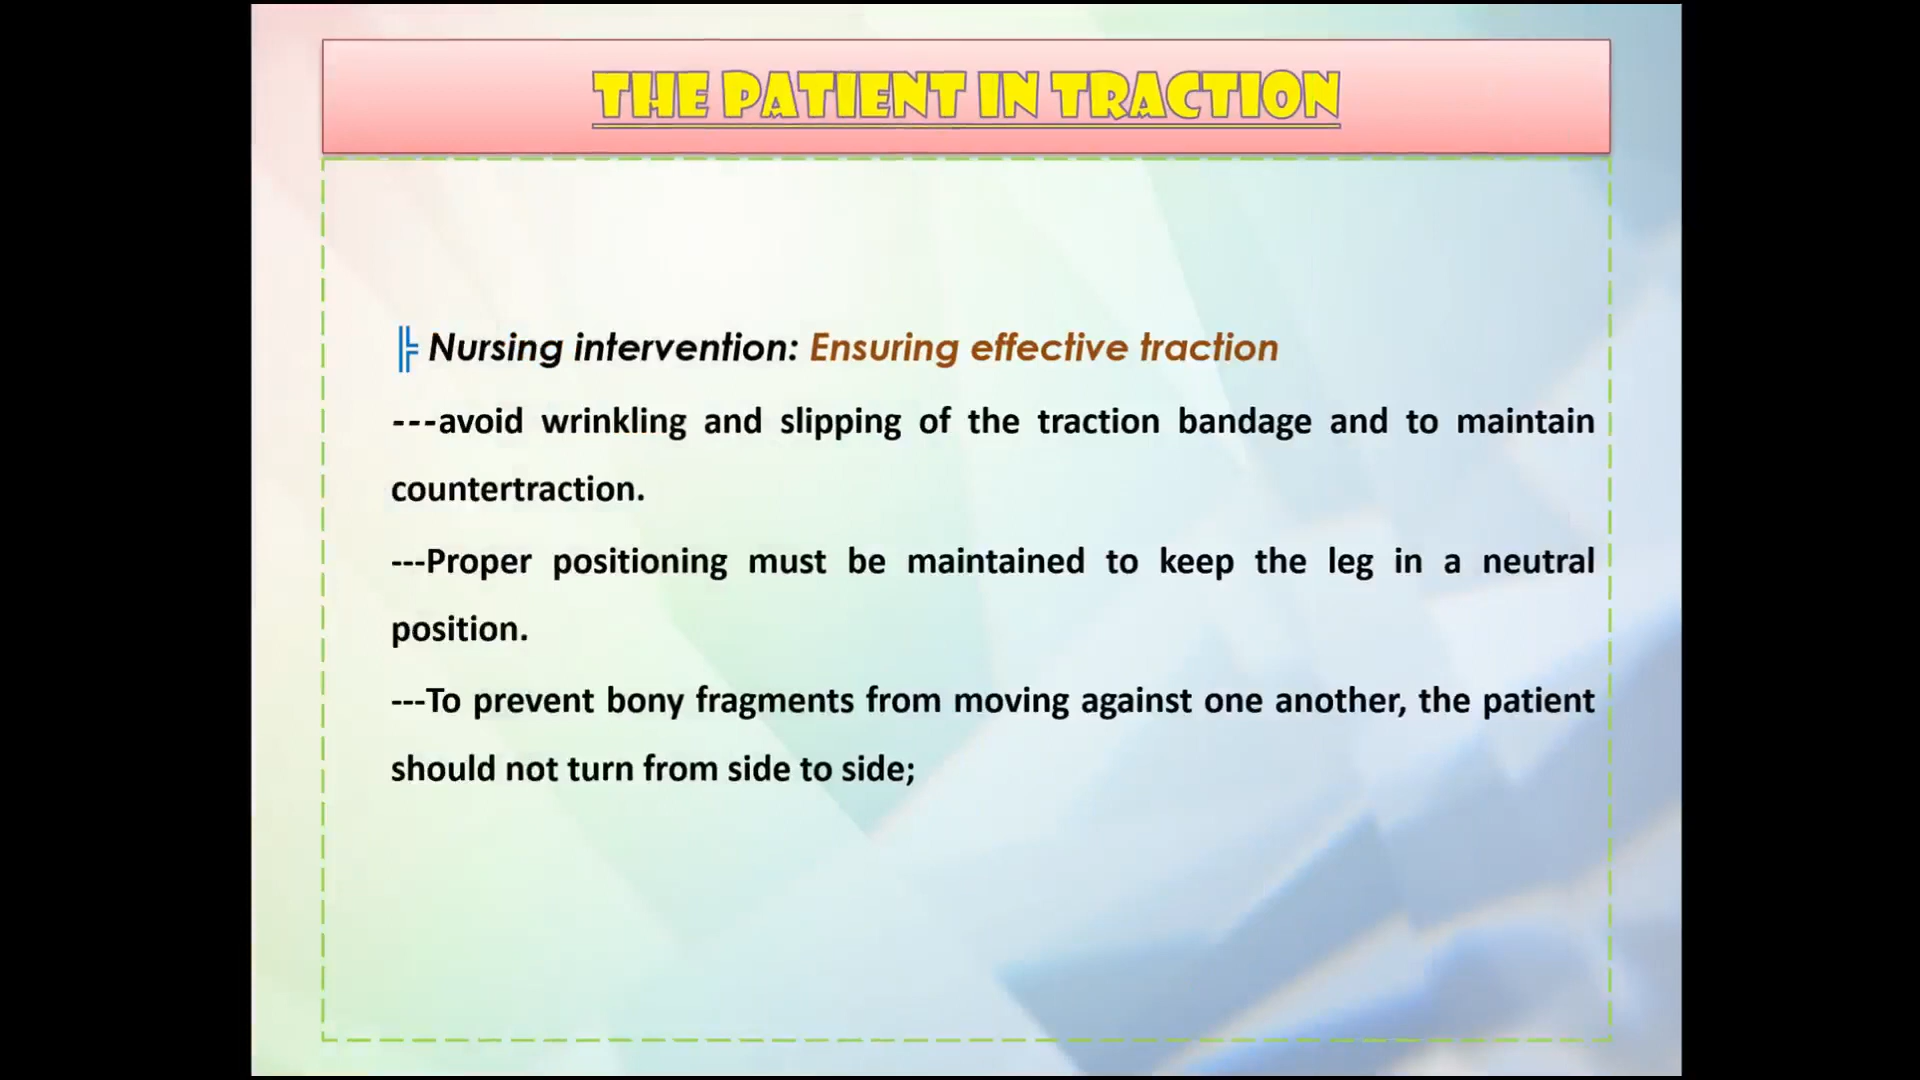 THE PATIENT IN TRACTION
Nursing intervention: Ensuring effective traction
---avoid wrinkling and slipping of the traction bandage and to maintain
countertraction.
---Proper positioning must be maintained to keep the leg in a neutral
position.
---To prevent bony fragments from moving against one another, the patient
should not turn from side to side;